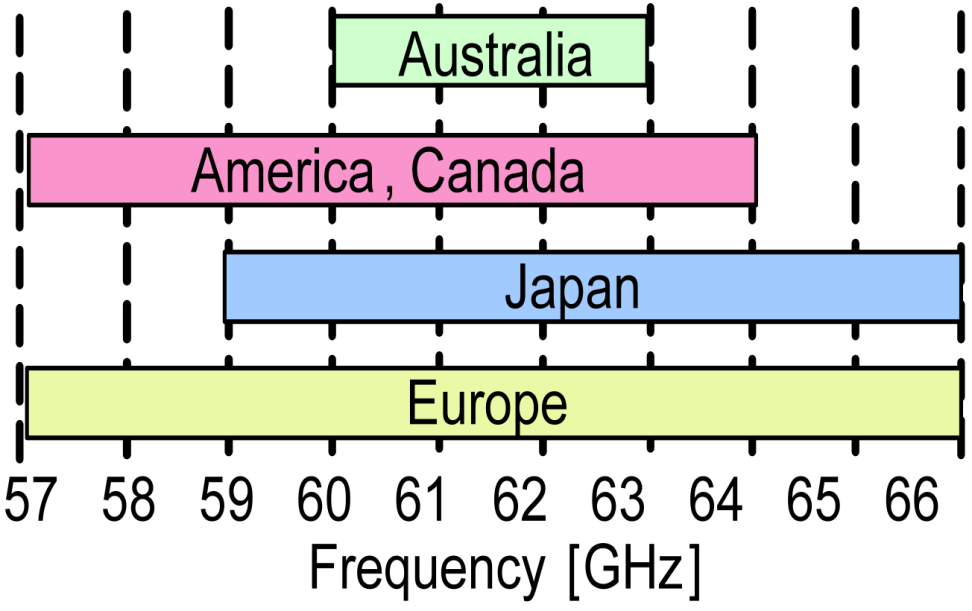 Australia
America , Canada
Japan
Europe
57 58 59 60 61 62 63 64 65 66
Frequency [GHz]